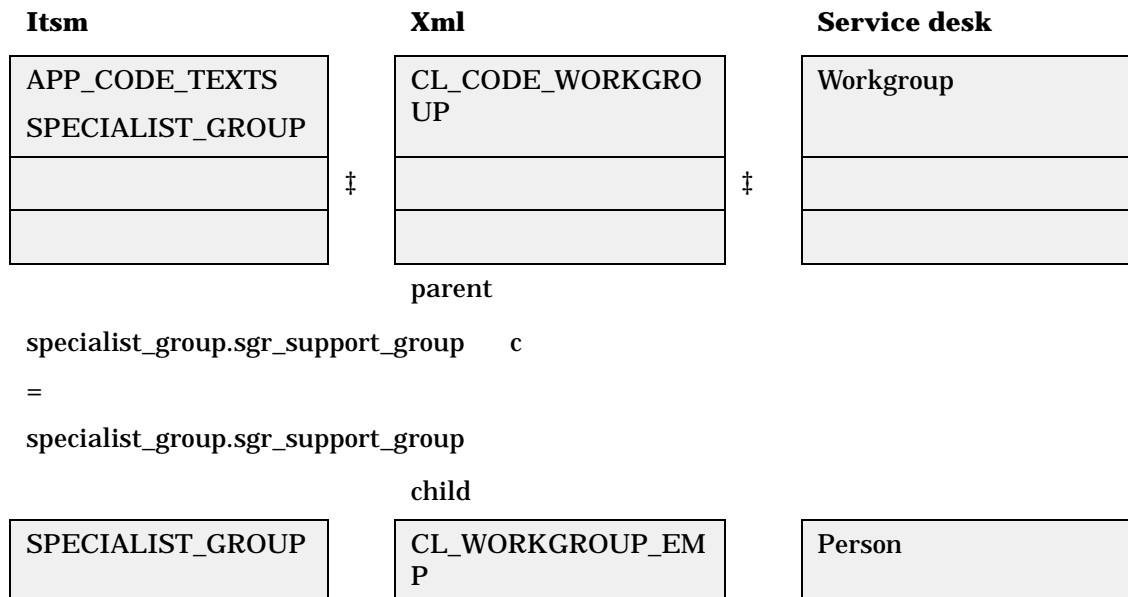 Itsm Xml Service desk
APP_CODE_TEXTS CL_CODE_WORKGRO Workgroup
SPECIALIST_GROUP UP
‡ ‡
parent
specialist_group.sgr_support_group c
=
specialist_group.sgr_support_group
child
SPECIALIST_GROUP CL_WORKGROUP_EM Person
P